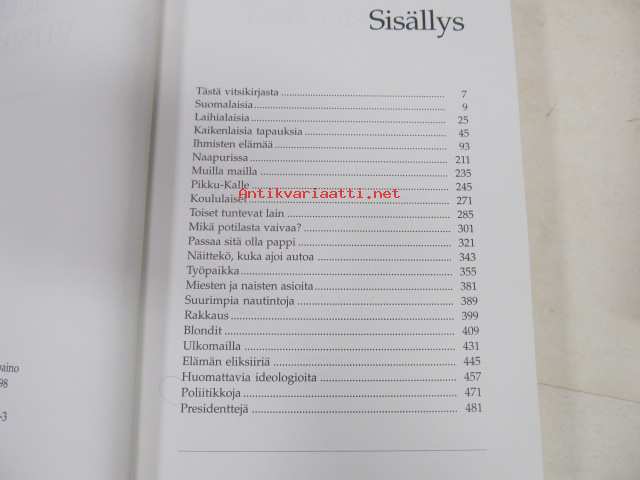 Sisällys
Tästä vitsikirjasta 7
Suomalaisia 9
Laihialaisia 25
Kaikenlaisia tapauksia 45
Ihmisten elämää 93
Naapurissa 211
Muilla mailla 235
Pikku-Kalle 245
Antikvariaatti.net
Koululaiset 271
Toiset tuntevat lain 285
Mikä potilasta vaivaa? 301
Passaa sitä olla pappi 321
Näittekö, kuka ajoi autoa 343
Työpaikka 355
Miesten ja naisten asioita 381
Suurimpia nautintoja 389
Rakkaus 399
Blondit 409
Ulkomailla 431
Elämän eliksiiriä 445
Huomattavia ideologioita 457
Poliitikkoja 471
Presidenttejä 481
aino
98
-3